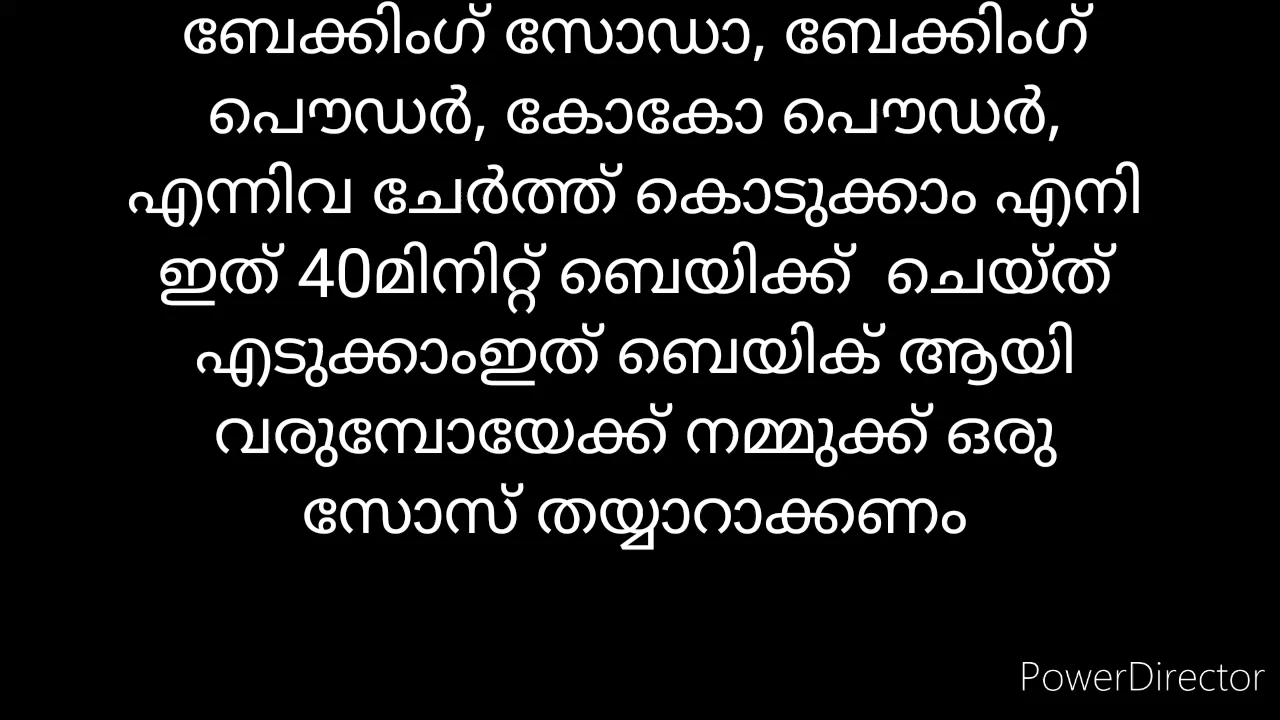 ബേക്കിംഗ് സോഡാ, ബേക്കിംഗ്
പൌഡർ, കോകോ പൌഡർ,
എന്നിവ ചേർത്ത് കൊടുക്കാം എനി
ഇത് 40മിനിറ്റ് ബെയിക്ക്  ചെയ്ത്
എടുക്കാംഇത് ബെയിക് ആയി
വരുമ്പോയേക്ക് നമ്മുക്ക് ഒരു
സോസ് തയ്യാറാക്കണം
PowerDirector